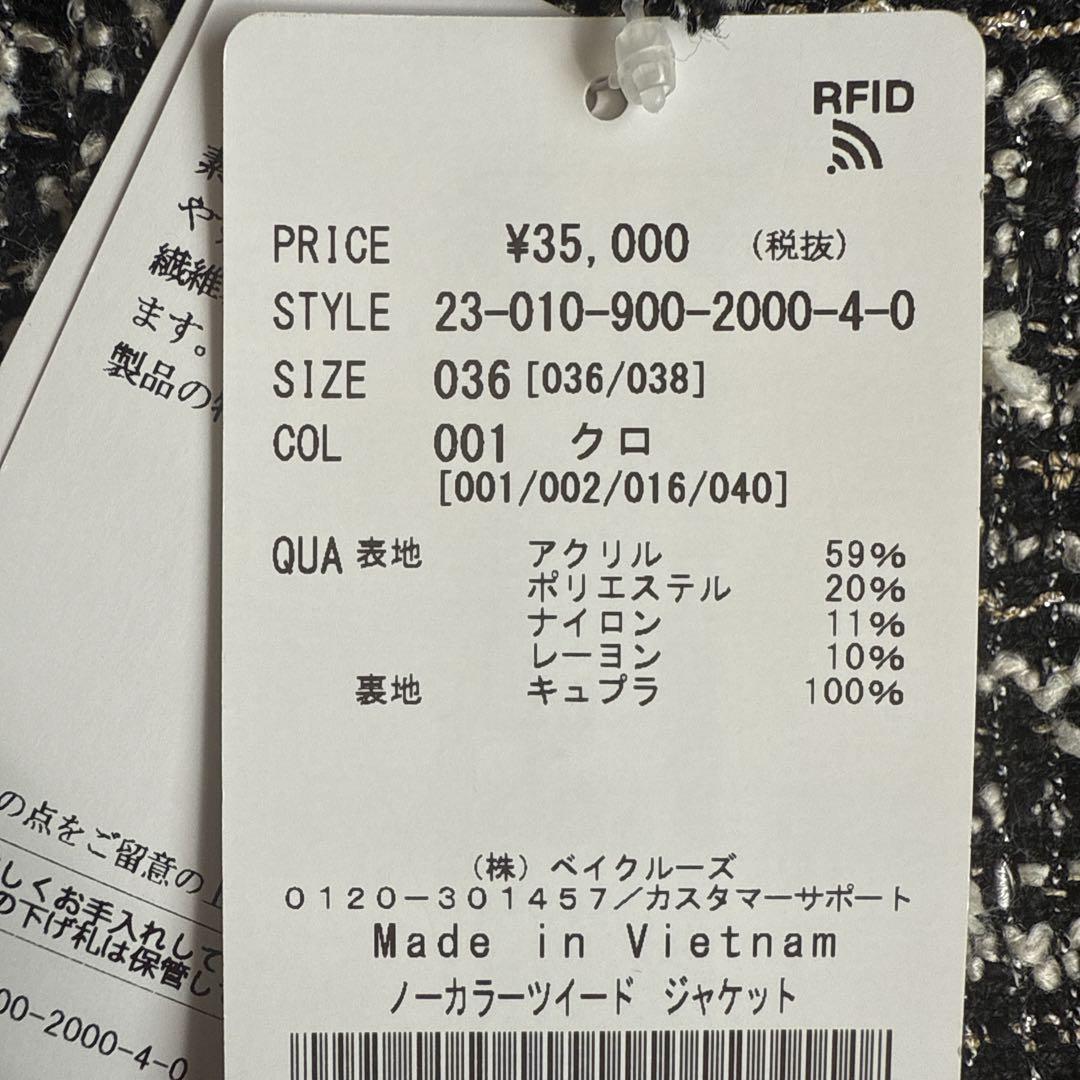 RFID
PRICE ¥35,000 (税抜)
STYLE 23-010-900-2000-4-0
SIZE 036 [036/038]
COL 001 クロ
[001/002/016/040]
QUA 表地 アクリル 59%
ポリエステル 20%
ナイロン 11%
レーヨン 10%
裏地 キュプラ 100%
(株)ベイクルーズ
0120-301457/カスタマーサポート
Made in Vietnam
ノーカラーツイード ジャケット
素
や
繊維
ます。
製品の
の点をご留意の
しくお手入れして
の下げ札は保管し
00-2000-4-0